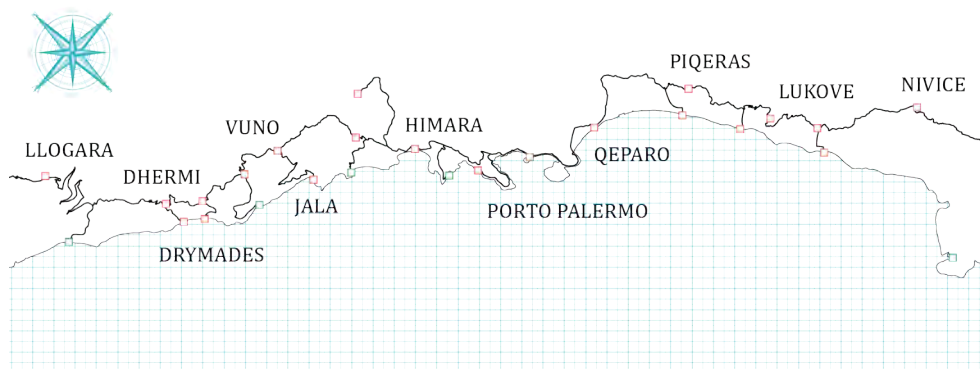 LLOGARA
DHERMI
DRYMADES
VUNO
JALA
HIMARA
PORTO PALERMO
QEPARO
PIQERAS
LUKOVE
NIVICE